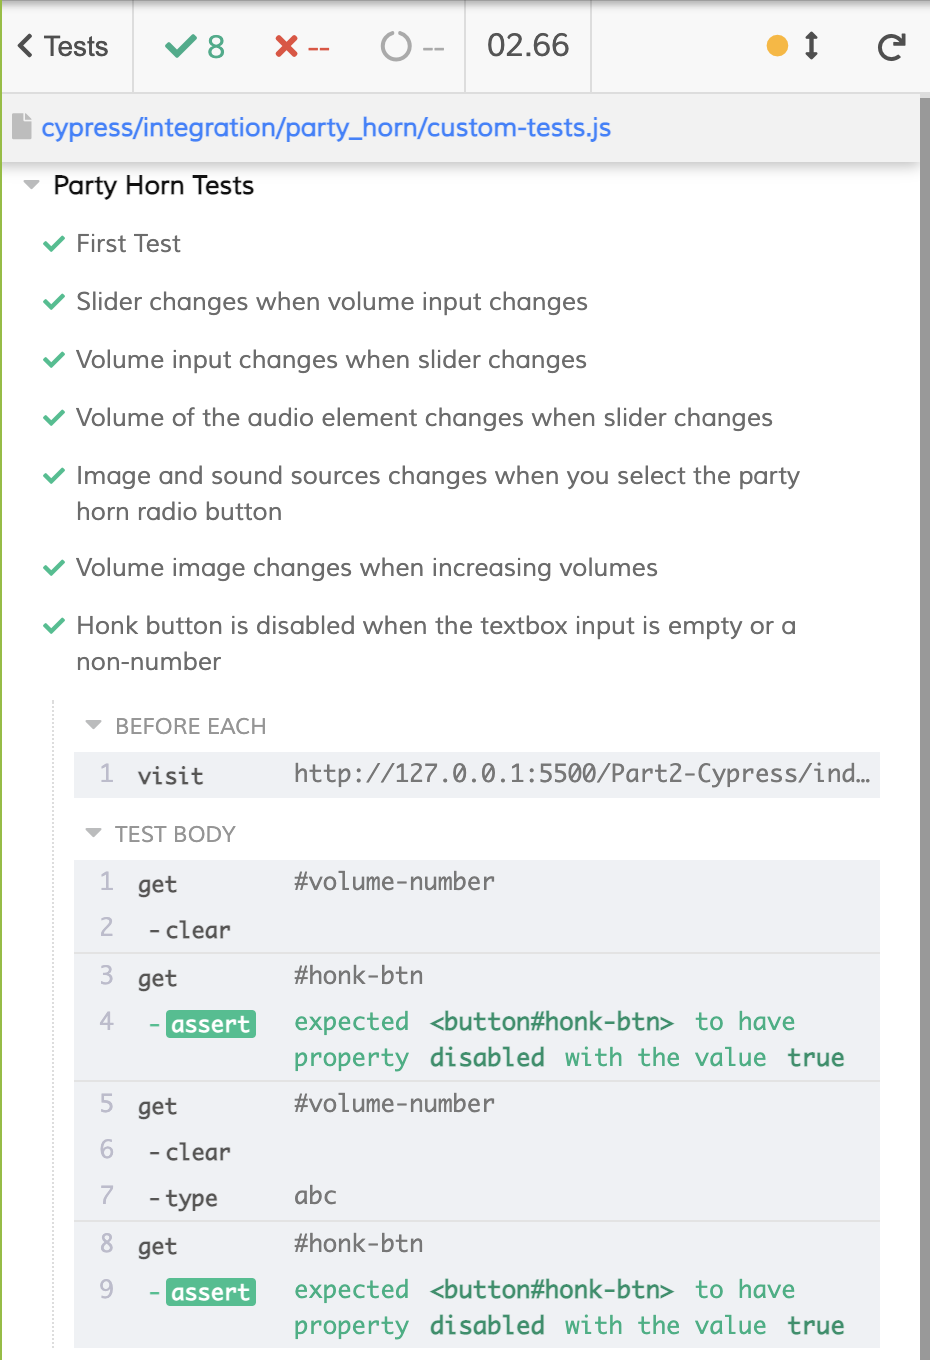 Tests 8 -- -- 02.66
cypress/integration/party_horn/custom-tests.js
Party Horn Tests
First Test
Slider changes when volume input changes
Volume input changes when slider changes
Volume of the audio element changes when slider changes
Image and sound sources changes when you select the party
horn radio button
Volume image changes when increasing volumes
Honk button is disabled when the textbox input is empty or a
non-number
BEFORE EACH
1 visit http://127.0.0.1:5500/Part2-Cypress/ind…
TEST BODY
1 get #volume-number
2 -clear
3 get #honk-btn
4 -assert expected <button#honk-btn> to have
property disabled with the value true
5 get #volume-number
6 -clear
7 -type abc
8 get #honk-btn
9 -assert expected <button#honk-btn> to have
property disabled with the value true